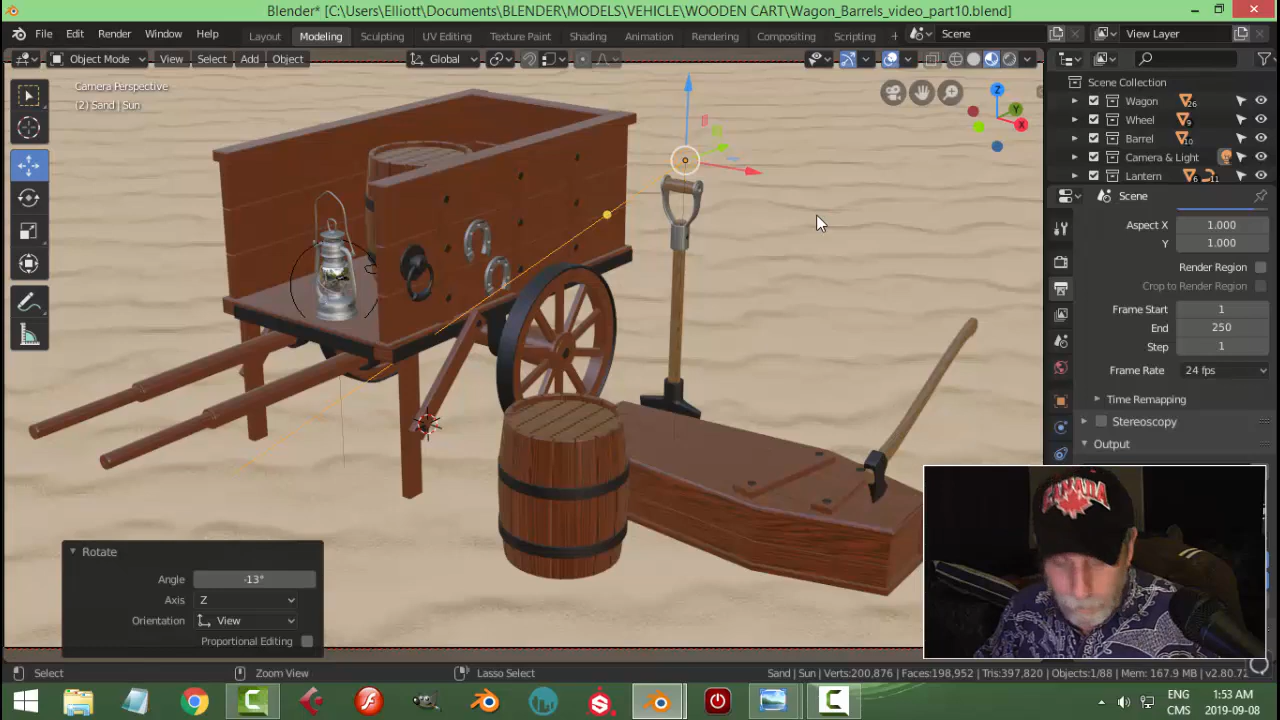 Blender* [C:\Users\Elliott\Documents\BLENDER\MODELS\VEHICLE\WOODEN CART\Wagon_Barrels_video_part10.blend]
File Edit Render Window Help Layout Modeling Sculpting UV Editing Texture Paint Shading Animation Rendering Compositing Scripting + Scene View Layer
Object Mode View Select Add Object Global
Camera Perspective
(2) Sand | Sun
Z
Y
X
Scene Collection
Wagon 26
Wheel 9
Barrel 10
Camera & Light
Lantern 6 11
Scene
Aspect X 1.000
Y 1.000
Render Region
Crop to Render Region
Frame Start 1
End 250
Step 1
Frame Rate 24 fps
Time Remapping
Stereoscopy
Output
CANADA
Rotate
Angle -13°
Axis Z
Orientation View
Proportional Editing
Select Zoom View Lasso Select Sand | Sun | Verts:200,876 | Faces:198,952 | Tris:397,820 | Objects:1/88 | Mem: 167.9 MB | v2.80.7
ENG 1:53 AM
CMS 2019-09-08